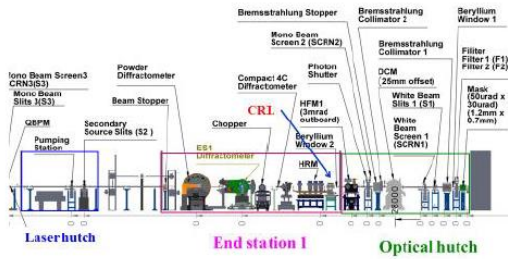 Bremsstrahlung Stopper
Bremsstrahlung
Collimator 2
Beryllium
Window 1
Mono Beam
Screen 2 (SCRN2)
Bremsstrahlung
Collimator 1
Filiter
Filter 1 (F1)
Filter 2 (F2)
Mono Beam Screen3
CRN3(S3)
Mono Beam
Slits 3(S3)
Powder
Diffractometer
Photon
Shutter
DCM
(25mm offset)
Compact 4C
Diffractometer
White Beam
Slits 1 (S1)
Mask
(50urad x
30urad)
(1.2mm x
0.7mm)
Beam Stopper
CRL
HFM1
(3mrad
outboard)
White
Beam
Screen 1
(SCRN1)
QBPM
Secondary
Source Slits (S2 )
Chopper
Pumping
Station
ES1
Diffractometer
Beryllium
Window 2
HRM
28000
Laser hutch
End station I
Optical hutch